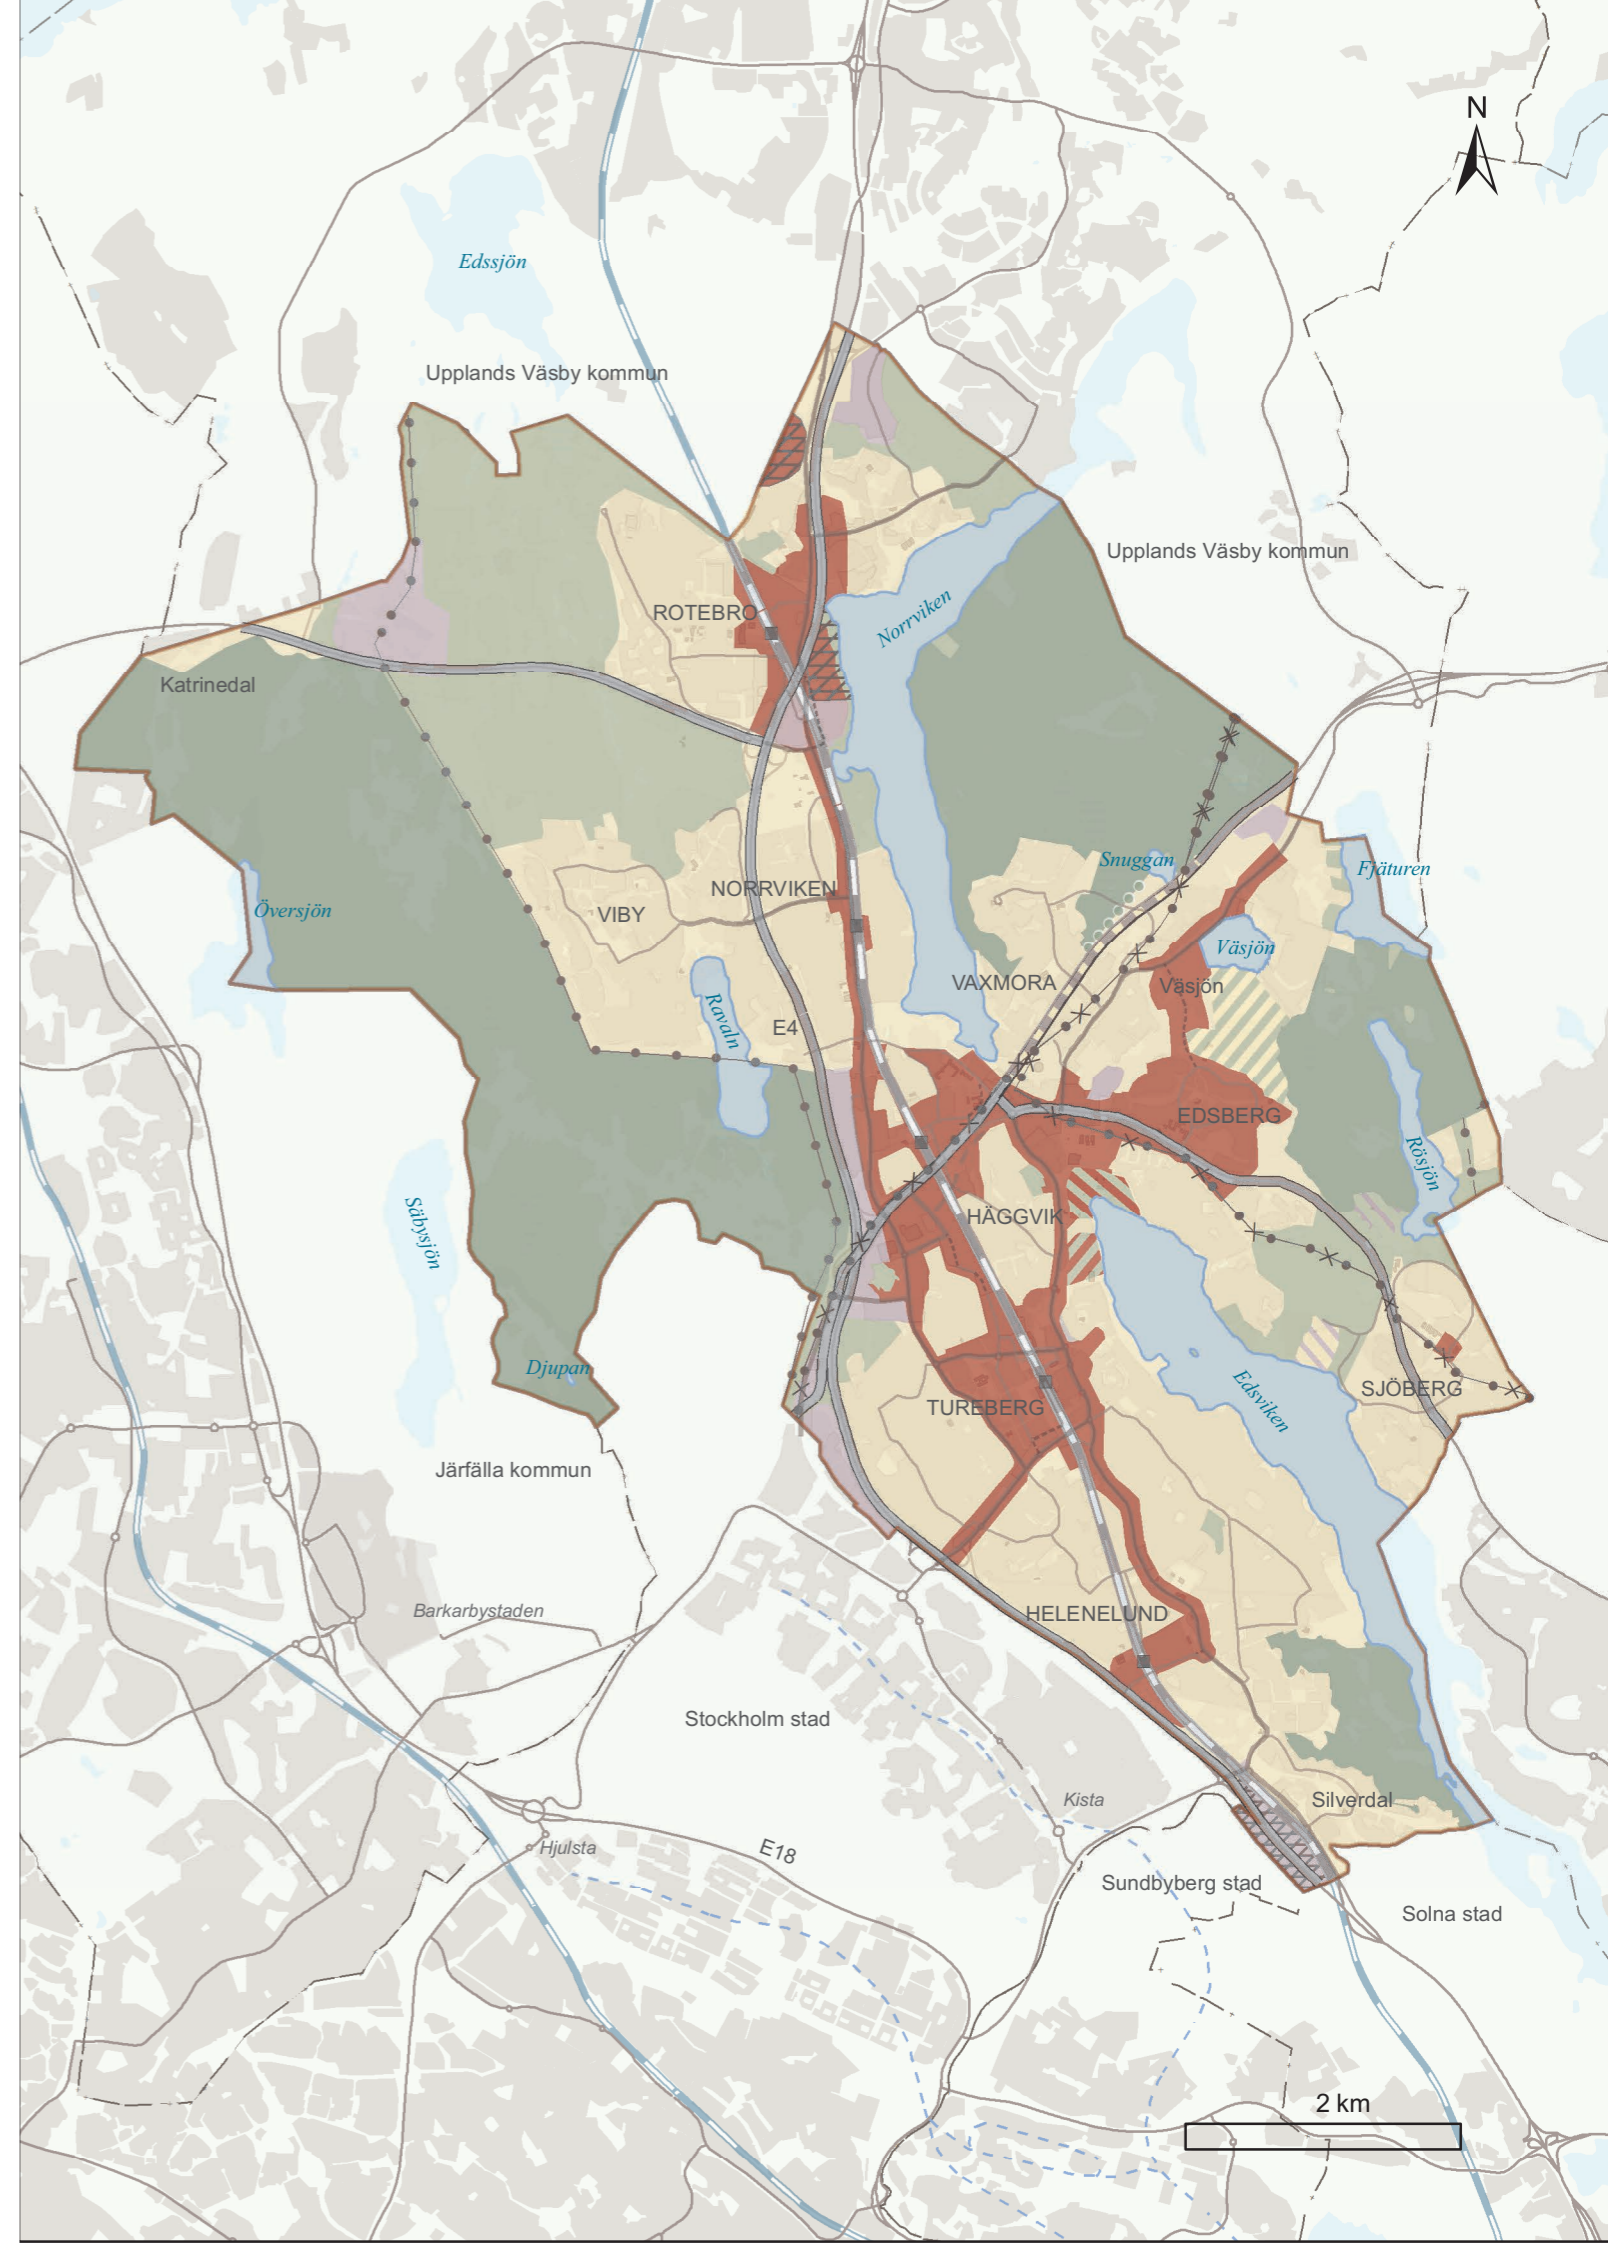 N
Edssjön
Upplands Väsby kommun
Upplands Väsby kommun
ROTEBRO
Norrviken
Katrinedal
Snuggan
Fjäturen
NORRVIKEN
Översjön
VIBY
Väsjön
VAXMORA
Väsjön
Ravaln
E4
EDSBERG
Rösjön
Säbysjön
HÄGGVIK
Djupan
SJÖBERG
Edsviken
TUREBERG
Järfälla kommun
Barkarbystaden
HELENELUND
Stockholm stad
Kista
Silverdal
Hjulsta
E18
Sundbyberg stad
Solna stad
2 km